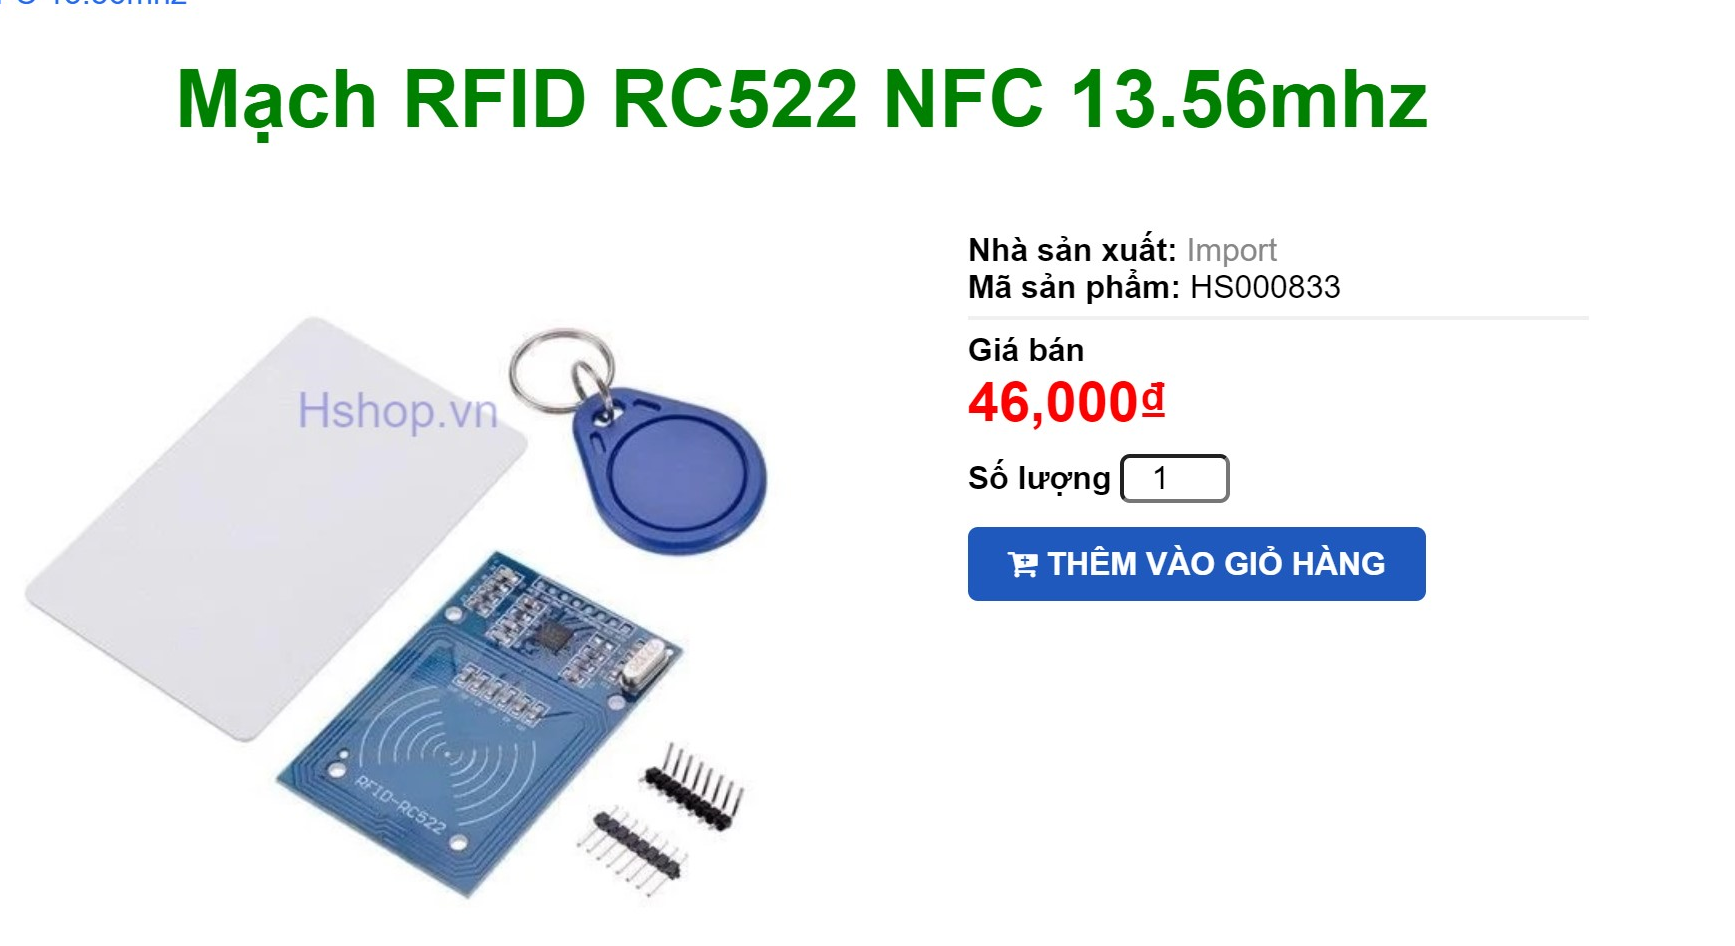 Mạch RFID RC522 NFC 13.56mhz
Nhà sản xuất: Import
Mã sản phẩm: HS000833
Giá bán
46,000₫
Số lượng 1
THÊM VÀO GIỎ HÀNG
Hshop.vn
RFID-RC522